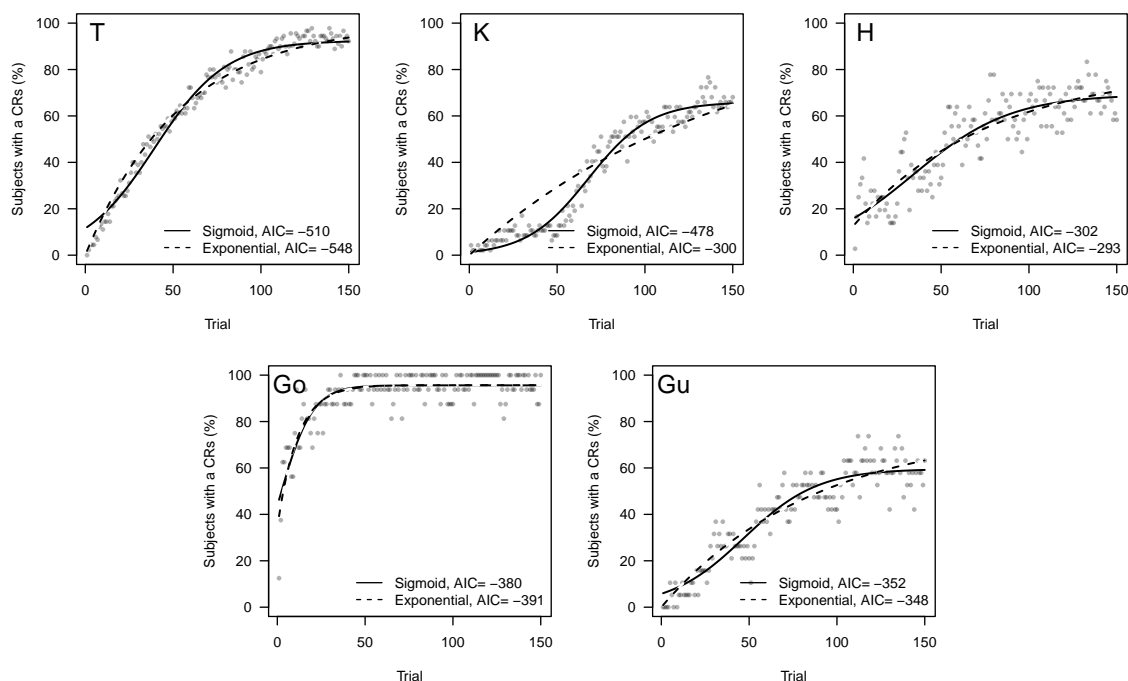 T
Subjects with a CRs (%)
100
80
60
40
20
0
Sigmoid, AIC= −510
Exponential, AIC= −548
0 50 100 150
Trial
K
Subjects with a CRs (%)
100
80
60
40
20
0
Sigmoid, AIC= −478
Exponential, AIC= −300
0 50 100 150
Trial
H
Subjects with a CRs (%)
100
80
60
40
20
0
Sigmoid, AIC= −302
Exponential, AIC= −293
0 50 100 150
Trial
Go
Subjects with a CRs (%)
100
80
60
40
20
0
Sigmoid, AIC= −380
Exponential, AIC= −391
0 50 100 150
Trial
Gu
Subjects with a CRs (%)
100
80
60
40
20
0
Sigmoid, AIC= −352
Exponential, AIC= −348
0 50 100 150
Trial